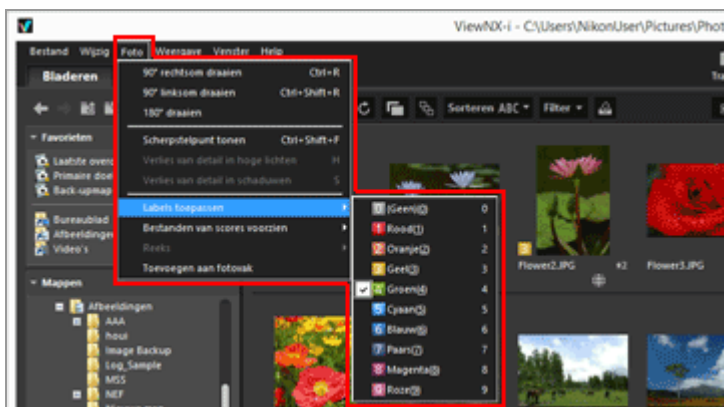 ViewNX-i - C:\Users\NikonUser\Pictures\Phot
Bestand Wijzig Foto Weergave Venster Help
Bladeren
90° rechtsom draaien Ctrl+R
90° linksom draaien Ctrl+Shift+R
180° draaien
Sorteren ABC Filter
Favorieten
Scherpstelpunt tonen Ctrl+Shift+F
Laatste overd
Verlies van detail in hoge lichten H
Primaire doel
Verlies van detail in schaduwen S
Back-upmap
Labels toepassen
(Geen)(0) 0
Bureaublad
Bestanden van scores voorzien
Rood(1) 1
Afbeeldingen
Video's
Reeks
Oranje(2) 2
Toevoegen aan fotovak
Geel(3) 3
3
Flower2.JPG
Flower3.JPG
Mappen
Groen(4) 4
Afbeeldingen
Cyaan(5) 5
AAA
Blauw(6) 6
houi
Image Backup
Paars(7) 7
Log_Sample
Magenta(8) 8
MSS
Roze(9) 9
NEF